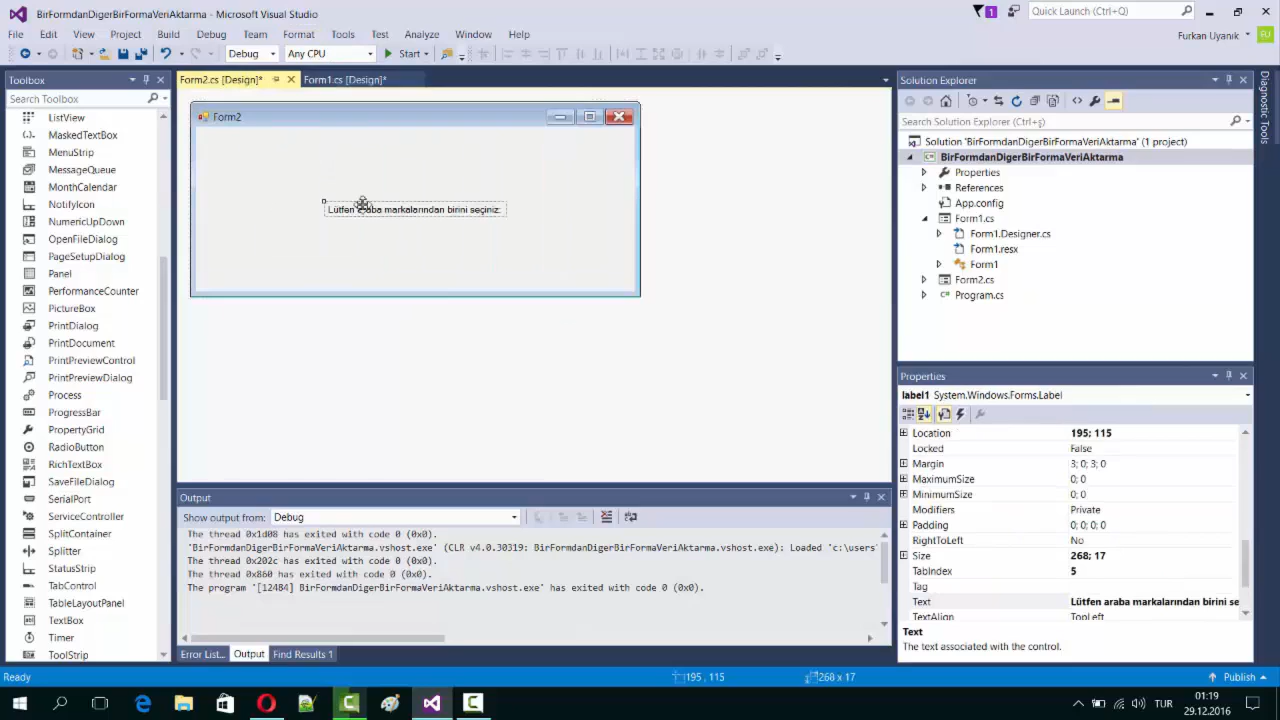 BirFormdanDigerBirFormaVeriAktarma - Microsoft Visual Studio
1
Quick Launch (Ctrl+Q)
File Edit View Project Build Debug Team Format Tools Test Analyze Window Help
Furkan Uyanık FU
Debug Any CPU Start
Toolbox
Search Toolbox
ListView
MaskedTextBox
MenuStrip
MessageQueue
MonthCalendar
NotifyIcon
NumericUpDown
OpenFileDialog
PageSetupDialog
Panel
PerformanceCounter
PictureBox
PrintDialog
PrintDocument
PrintPreviewControl
PrintPreviewDialog
Process
ProgressBar
PropertyGrid
RadioButton
RichTextBox
SaveFileDialog
SerialPort
ServiceController
SplitContainer
Splitter
StatusStrip
TabControl
TableLayoutPanel
TextBox
Timer
ToolStrip
Form2.cs [Design]* Form1.cs [Design]*
Form2
Lütfen araba markalarından birini seçiniz:
Output
Show output from: Debug
The thread 0x1d08 has exited with code 0 (0x0).
'BirFormdanDigerBirFormaVeriAktarma.vshost.exe' (CLR v4.0.30319: BirFormdanDigerBirFormaVeriAktarma.vshost.exe): Loaded 'c:\users'
The thread 0x202c has exited with code 0 (0x0).
The thread 0x860 has exited with code 0 (0x0).
The program '[12484] BirFormdanDigerBirFormaVeriAktarma.vshost.exe' has exited with code 0 (0x0).
Error List... Output Find Results 1
Solution Explorer
Search Solution Explorer (Ctrl+ş)
Solution 'BirFormdanDigerBirFormaVeriAktarma' (1 project)
BirFormdanDigerBirFormaVeriAktarma
Properties
References
App.config
Form1.cs
Form1.Designer.cs
Form1.resx
Form1
Form2.cs
Program.cs
Properties
label1 System.Windows.Forms.Label
Location 195; 115
Locked False
Margin 3; 0; 3; 0
MaximumSize 0; 0
MinimumSize 0; 0
Modifiers Private
Padding 0; 0; 0; 0
RightToLeft No
Size 268; 17
TabIndex 5
Tag
Text Lütfen araba markalarından birini se
TextAlign TopLeft
Text
The text associated with the control.
Diagnostic Tools
Ready 195 , 115 268 x 17 Publish
TUR 01:19
29.12.2016